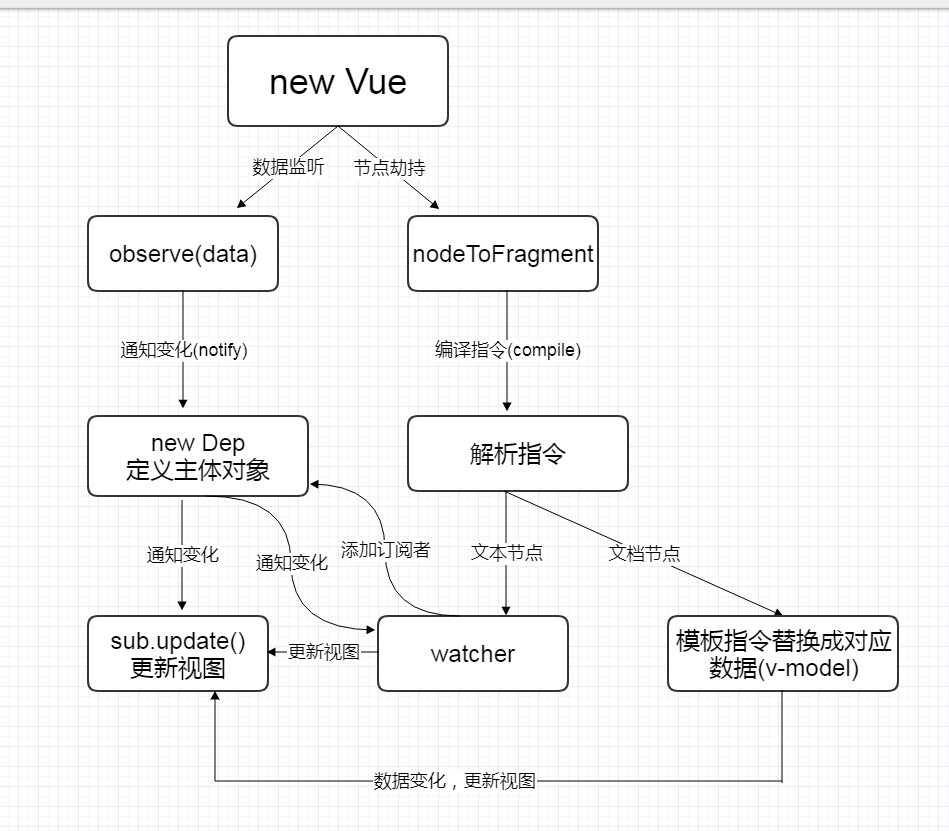 new Vue
数据监听
节点劫持
observe(data)
nodeToFragment
通知变化(notify)
编译指令(compile)
new Dep
定义主体对象
解析指令
通知变化
通知变化
添加订阅者
文本节点
文档节点
sub.update()
更新视图
更新视图
watcher
模板指令替换成对应
数据(v-model)
数据变化，更新视图